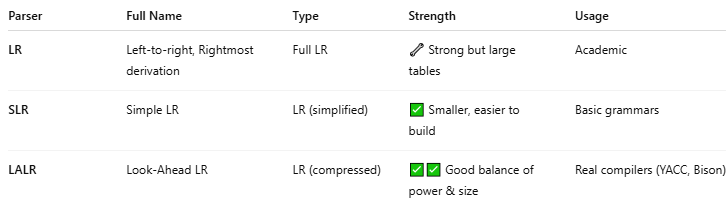 Parser Full Name Type Strength Usage
LR Left-to-right, Rightmost Full LR 🦴 Strong but large Academic
derivation tables
SLR Simple LR LR (simplified) ✅ Smaller, easier to Basic grammars
build
LALR Look-Ahead LR LR (compressed) ✅✅ Good balance of Real compilers (YACC, Bison)
power & size